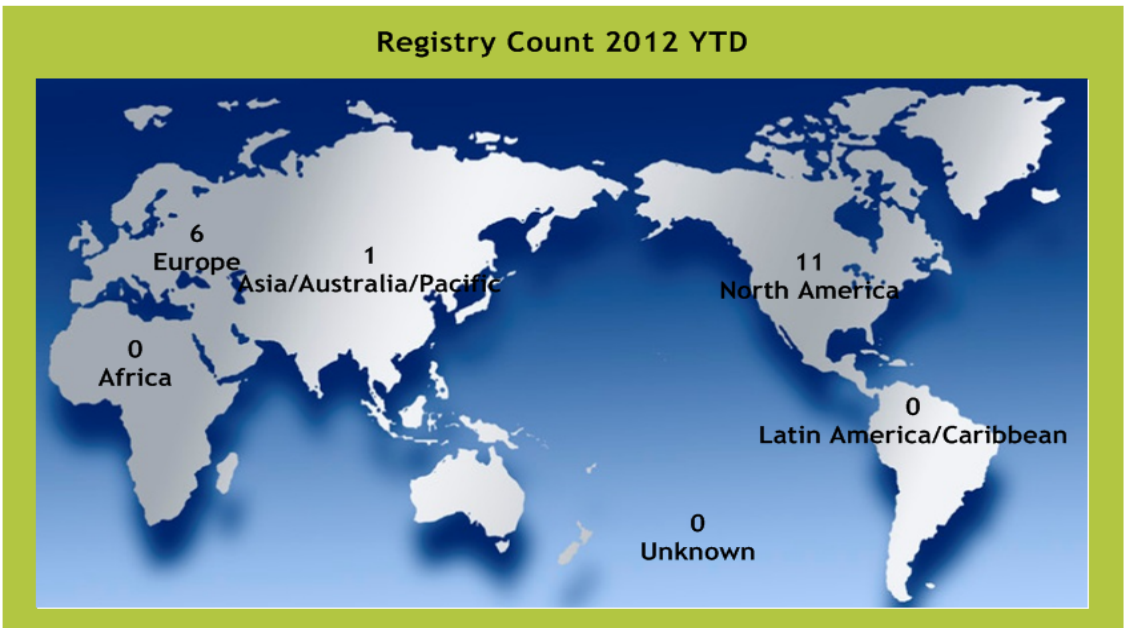 Registry Count 2012 YTD
6
Europe
1
Asia/Australia/Pacific
11
North America
0
Africa
0
Latin America/Caribbean
0
Unknown